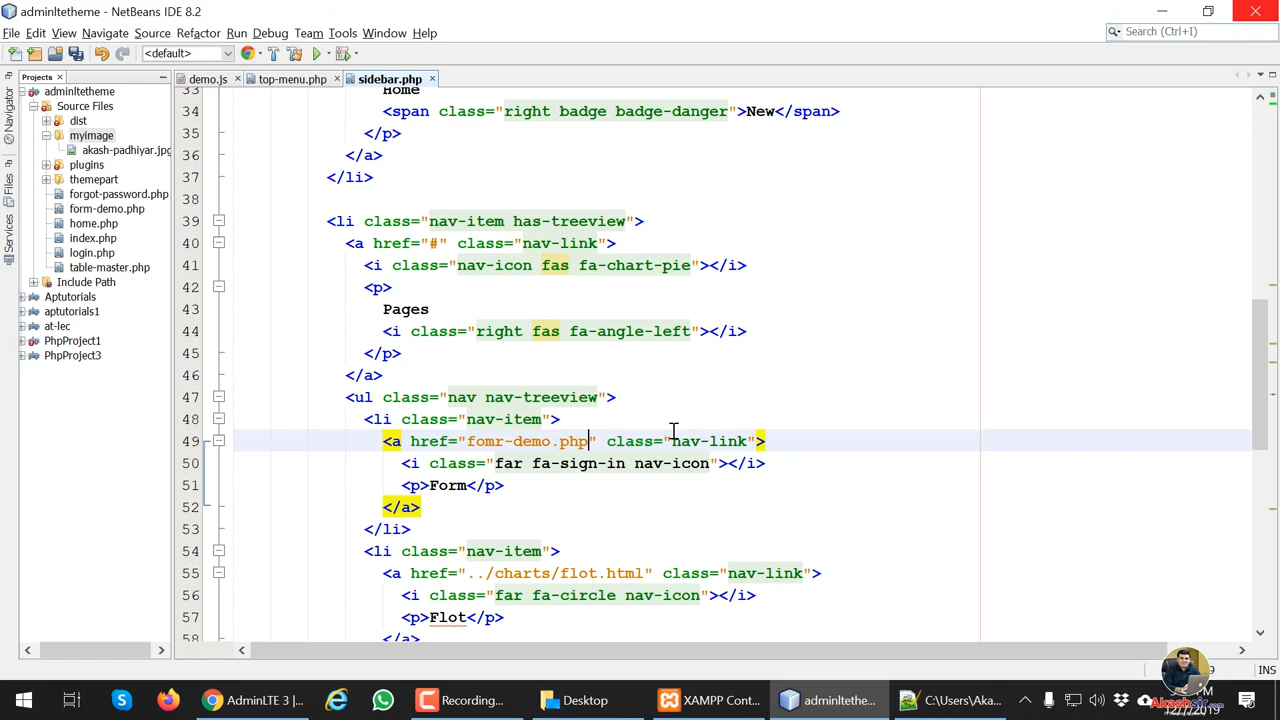 adminltetheme - NetBeans IDE 8.2
File Edit View Navigate Source Refactor Run Debug Team Tools Window Help
Search (Ctrl+I)
<default>
Projects
demo.js
top-menu.php
sidebar.php
Navigator
Files
Services
adminltetheme
Source Files
dist
myimage
akash-padhiyar.jpg
plugins
themepart
forgot-password.php
form-demo.php
home.php
index.php
login.php
table-master.php
Include Path
Aptutorials
aptutorials1
at-lec
PhpProject1
PhpProject3
33 Home
34 <span class="right badge badge-danger">New</span>
35 </p>
36 </a>
37 </li>
38
39 <li class="nav-item has-treeview">
40 <a href="#" class="nav-link">
41 <i class="nav-icon fas fa-chart-pie"></i>
42 <p>
43 Pages
44 <i class="right fas fa-angle-left"></i>
45 </p>
46 </a>
47 <ul class="nav nav-treeview">
48 <li class="nav-item">
49 <a href="fomr-demo.php" class="nav-link">
50 <i class="far fa-sign-in nav-icon"></i>
51 <p>Form</p>
52 </a>
53 </li>
54 <li class="nav-item">
55 <a href="../charts/flot.html" class="nav-link">
56 <i class="far fa-circle nav-icon"></i>
57 <p>Flot</p>
58 </a>
INS
AdminLTE 3 |...
Recording...
Desktop
XAMPP Cont...
adminltethe...
C:\Users\Aka...
Akashsir.com
12/7/2019